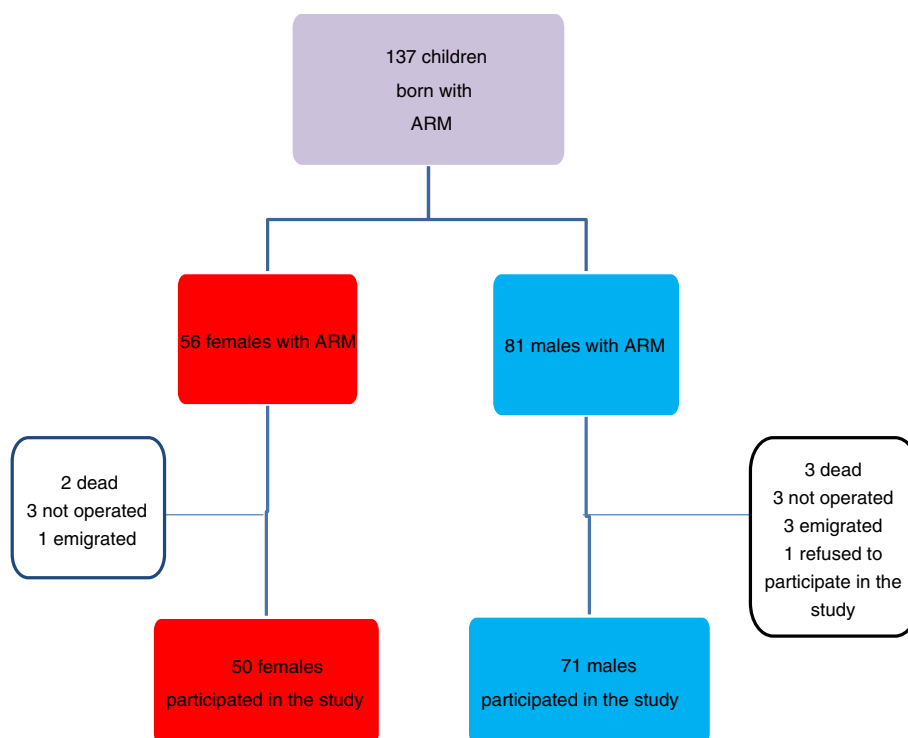 137 children
born with
ARM
56 females with ARM
81 males with ARM
2 dead
3 not operated
1 emigrated
3 dead
3 not operated
3 emigrated
1 refused to
participate in the
study
50 females
participated in the study
71 males
participated in the study